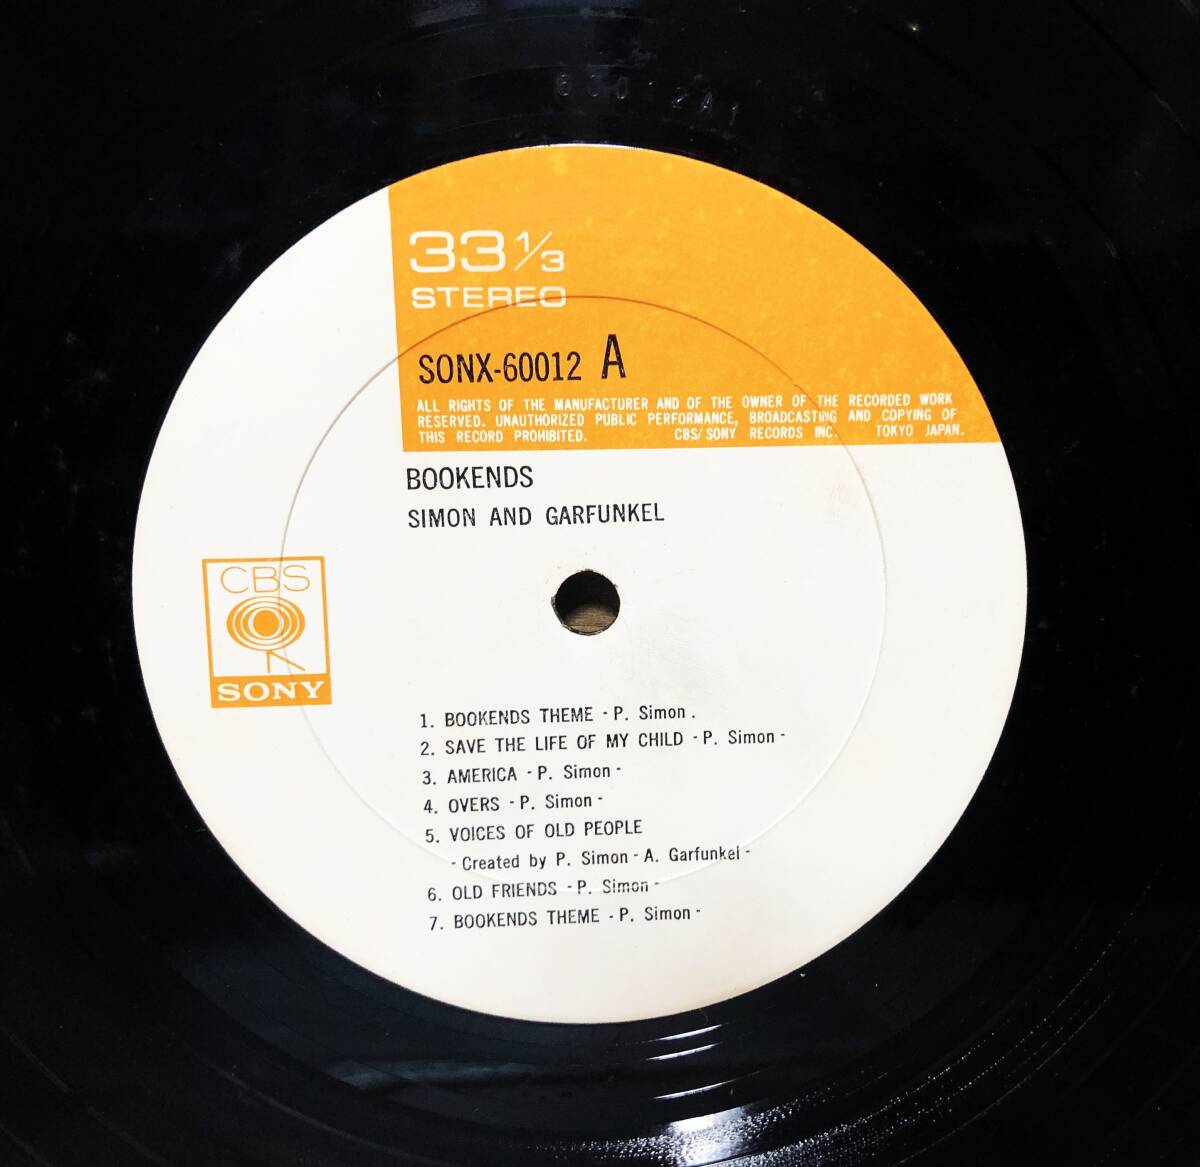 33 1/3
STEREO
SONX-60012 A
ALL RIGHTS OF THE MANUFACTURER AND OF THE OWNER OF THE RECORDED WORK
RESERVED. UNAUTHORIZED PUBLIC PERFORMANCE, BROADCASTING AND COPYING OF
THIS RECORD PROHIBITED. CBS/SONY RECORDS INC. TOKYO JAPAN.
BOOKENDS
SIMON AND GARFUNKEL
CBS
SONY
1. BOOKENDS THEME - P. Simon .
2. SAVE THE LIFE OF MY CHILD - P. Simon -
3. AMERICA - P. Simon -
4. OVERS - P. Simon -
5. VOICES OF OLD PEOPLE
- Created by P. Simon - A. Garfunkel -
6. OLD FRIENDS - P. Simon -
7. BOOKENDS THEME - P. Simon -